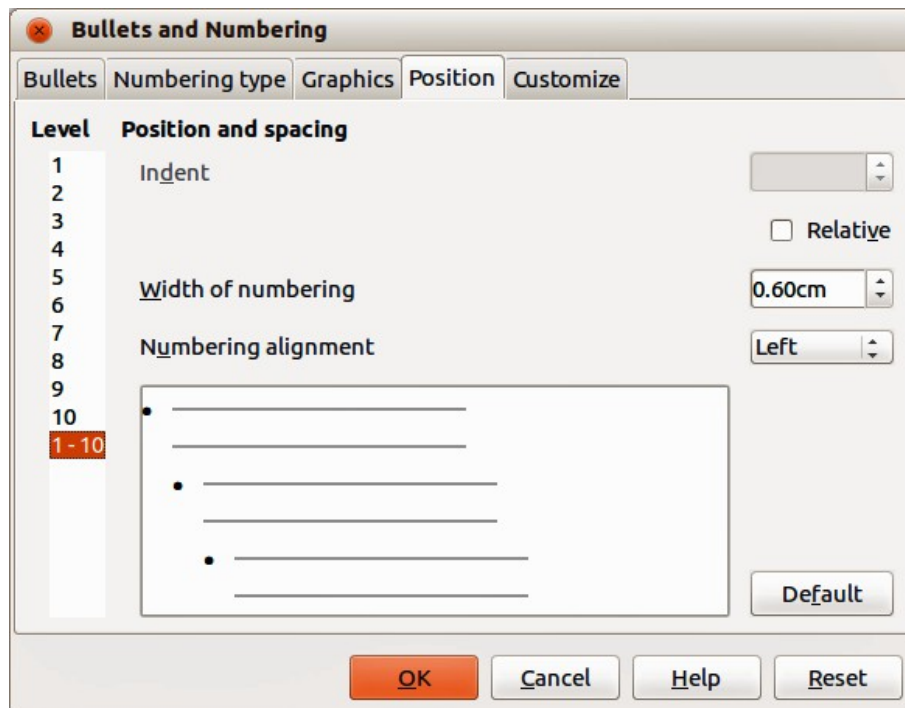 Bullets and Numbering
Bullets Numbering type Graphics Position Customize
Level Position and spacing
1
Indent
2
3
Relative
4
5
Width of numbering 0.60cm
6
7
Numbering alignment Left
8
9
10
1 - 10
Default
OK Cancel Help Reset